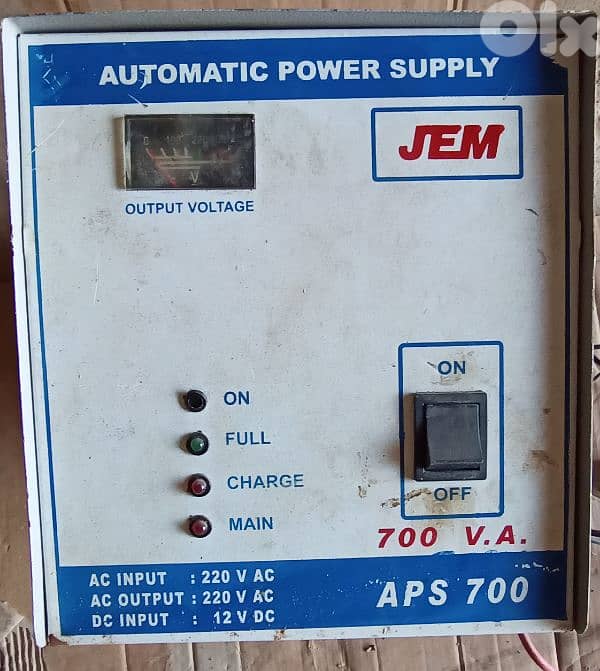 olx
AUTOMATIC POWER SUPPLY
JEM
V
OUTPUT VOLTAGE
ON
ON
FULL
CHARGE
OFF
MAIN
700 V.A.
AC INPUT : 220 V AC
AC OUTPUT : 220 V AC
DC INPUT : 12 V DC
APS 700